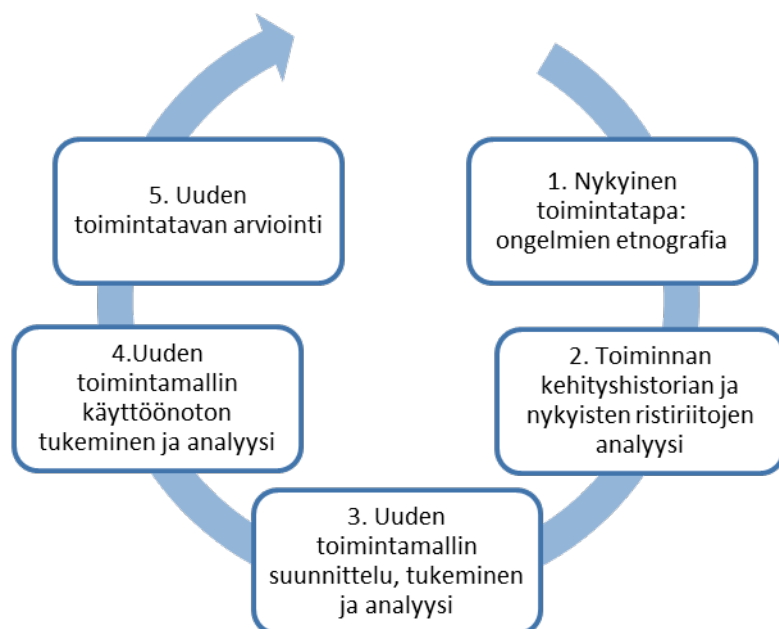 1. Nykyinen
toimintatapa:
ongelmien etnografia
2. Toiminnan
kehityshistorian ja
nykyisten ristiriitojen
analyysi
3. Uuden
toimintamallin
suunnittelu, tukeminen
ja analyysi
4.Uuden
toimintamallin
käyttöönoton
tukeminen ja analyysi
5. Uuden
toimintatavan arviointi